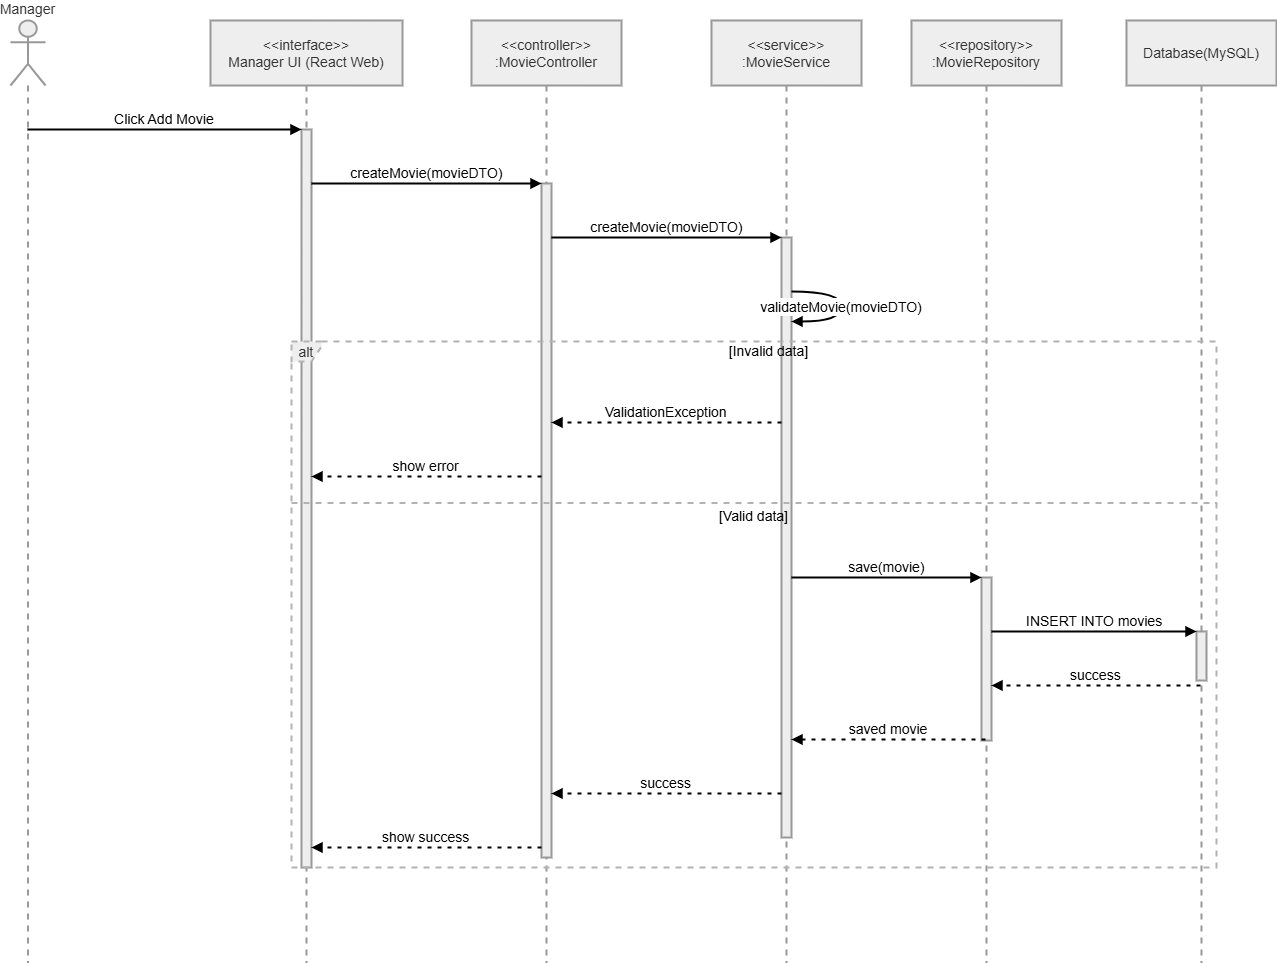 Manager
<<interface>>
Manager UI (React Web)
<<controller>>
:MovieController
<<service>>
:MovieService
<<repository>>
:MovieRepository
Database(MySQL)
Click Add Movie
createMovie(movieDTO)
createMovie(movieDTO)
validateMovie(movieDTO)
alt
[Invalid data]
ValidationException
show error
[Valid data]
save(movie)
INSERT INTO movies
success
saved movie
success
show success